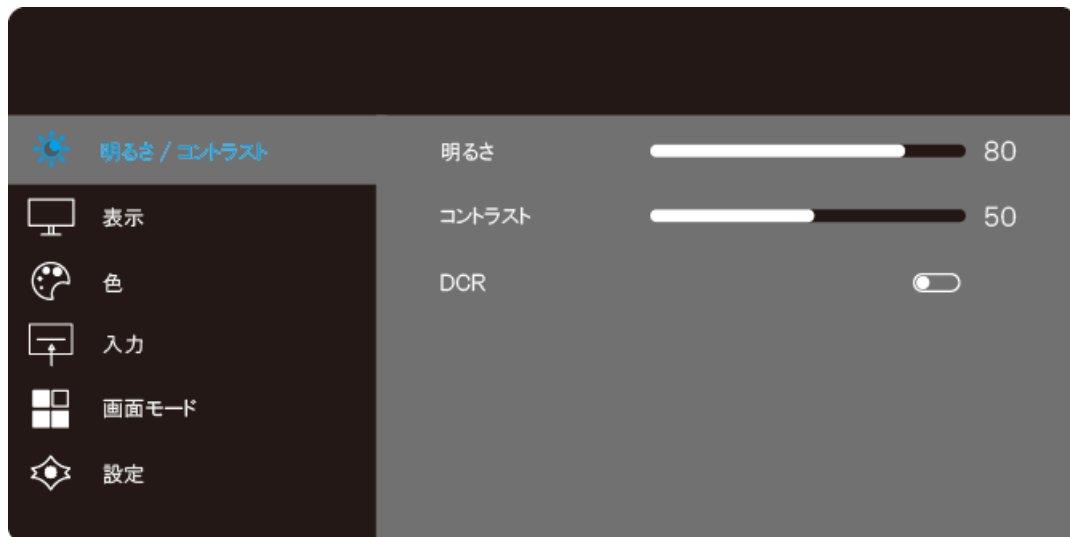 明るさ / コントラスト
表示
色
入力
画面モード
設定
明るさ 80
コントラスト 50
DCR